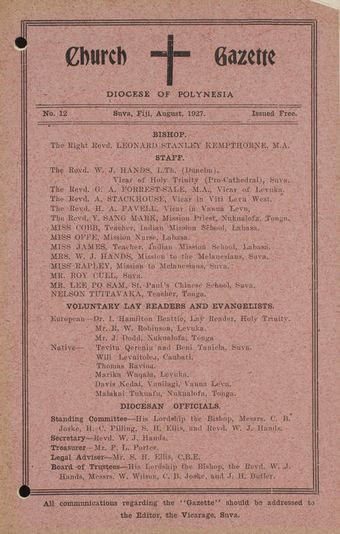 Church Gazette
DIOCESE OF POLYNESIA
No. 12 Suva, Fiji, August, 1927. Issued Free.
BISHOP.
The Right Revd. LEONARD STANLEY KEMPTHORNE, M.A.
STAFF.
The Revd. W. J. HANDS, L.Th. (Dunelm),
Vicar of Holy Trinity (Pro-Cathedral), Suva.
The Revd. G. A. FORREST-SALE, M.A., Vicar of Levuka.
The Revd. A. STACKHOUSE, Vicar in Viti Levu West.
The Revd. H. A. FAVELL, Vicar in Vanua Levu.
The Revd. Y. SANG MARK, Mission Priest, Nukualofa, Tonga.
MISS COBB, Teacher, Indian Mission School, Labasa.
MISS OFFE, Mission Nurse, Labasa.
MISS JAMES, Teacher, Indian Mission School, Labasa.
MRS. W. J. HANDS, Mission to the Melanesians, Suva.
MISS RAPLEY, Mission to Melanesians, Suva.
MR. ROY CULL, Suva.
MR. LEE PO SAM, St. Paul's Chinese School, Suva.
NELSON TUITAVAKA, Teacher, Tonga.
VOLUNTARY LAY READERS AND EVANGELISTS.
European—Dr. I. Hamilton Beattie, Lay Reader, Holy Trinity.
Mr. R. W. Robinson, Levuka.
Mr. J. Dodd, Nukualofa, Tonga
Native— Tevita Qereniu and Beni Taniela, Suva.
Will Levuitolea, Caubati.
Thomas Ravina.
Marika Waqala, Levuka.
Davis Kedai, Vanilagi, Vanua Leva.
Malakai Tukuafu, Nukualofa, Tonga.
DIOCESAN OFFICIALS.
Standing Committee—His Lordship the Bishop, Messrs. C. B.
Joske, H. C. Pilling, S. H. Ellis, and Revd. W. J. Hands.
Secretary—Revd. W. J. Hands.
Treasurer—Mr. P. L. Porter.
Legal Adviser—Mr. S. H. Ellis, C.B.E.
Board of Trustees—His Lordship the Bishop, the Revd. W. J.
Hands, Messrs. W. Wilson, C. B. Joske, and J. H. Butler.
All communications regarding the "Gazette" should be addressed to
the Editor, the Vicarage, Suva.